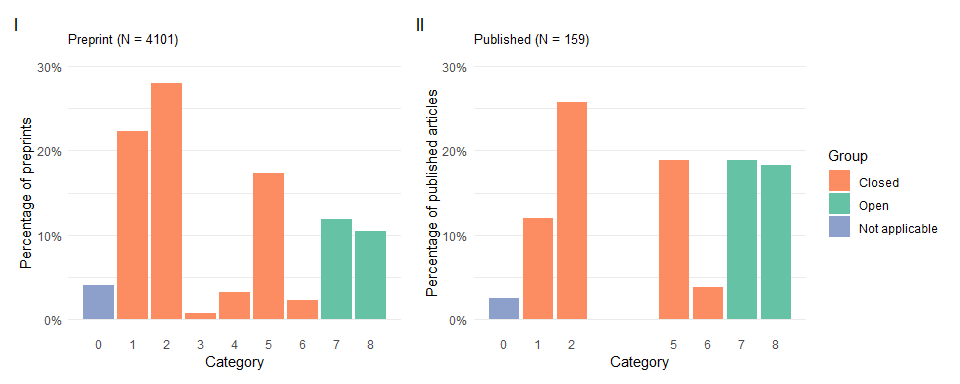 I
Preprint (N = 4101)
30%
20%
10%
0%
Percentage of preprints
0 1 2 3 4 5 6 7 8
Category
II
Published (N = 159)
30%
20%
10%
0%
Percentage of published articles
0 1 2 5 6 7 8
Category
Group
Closed
Open
Not applicable